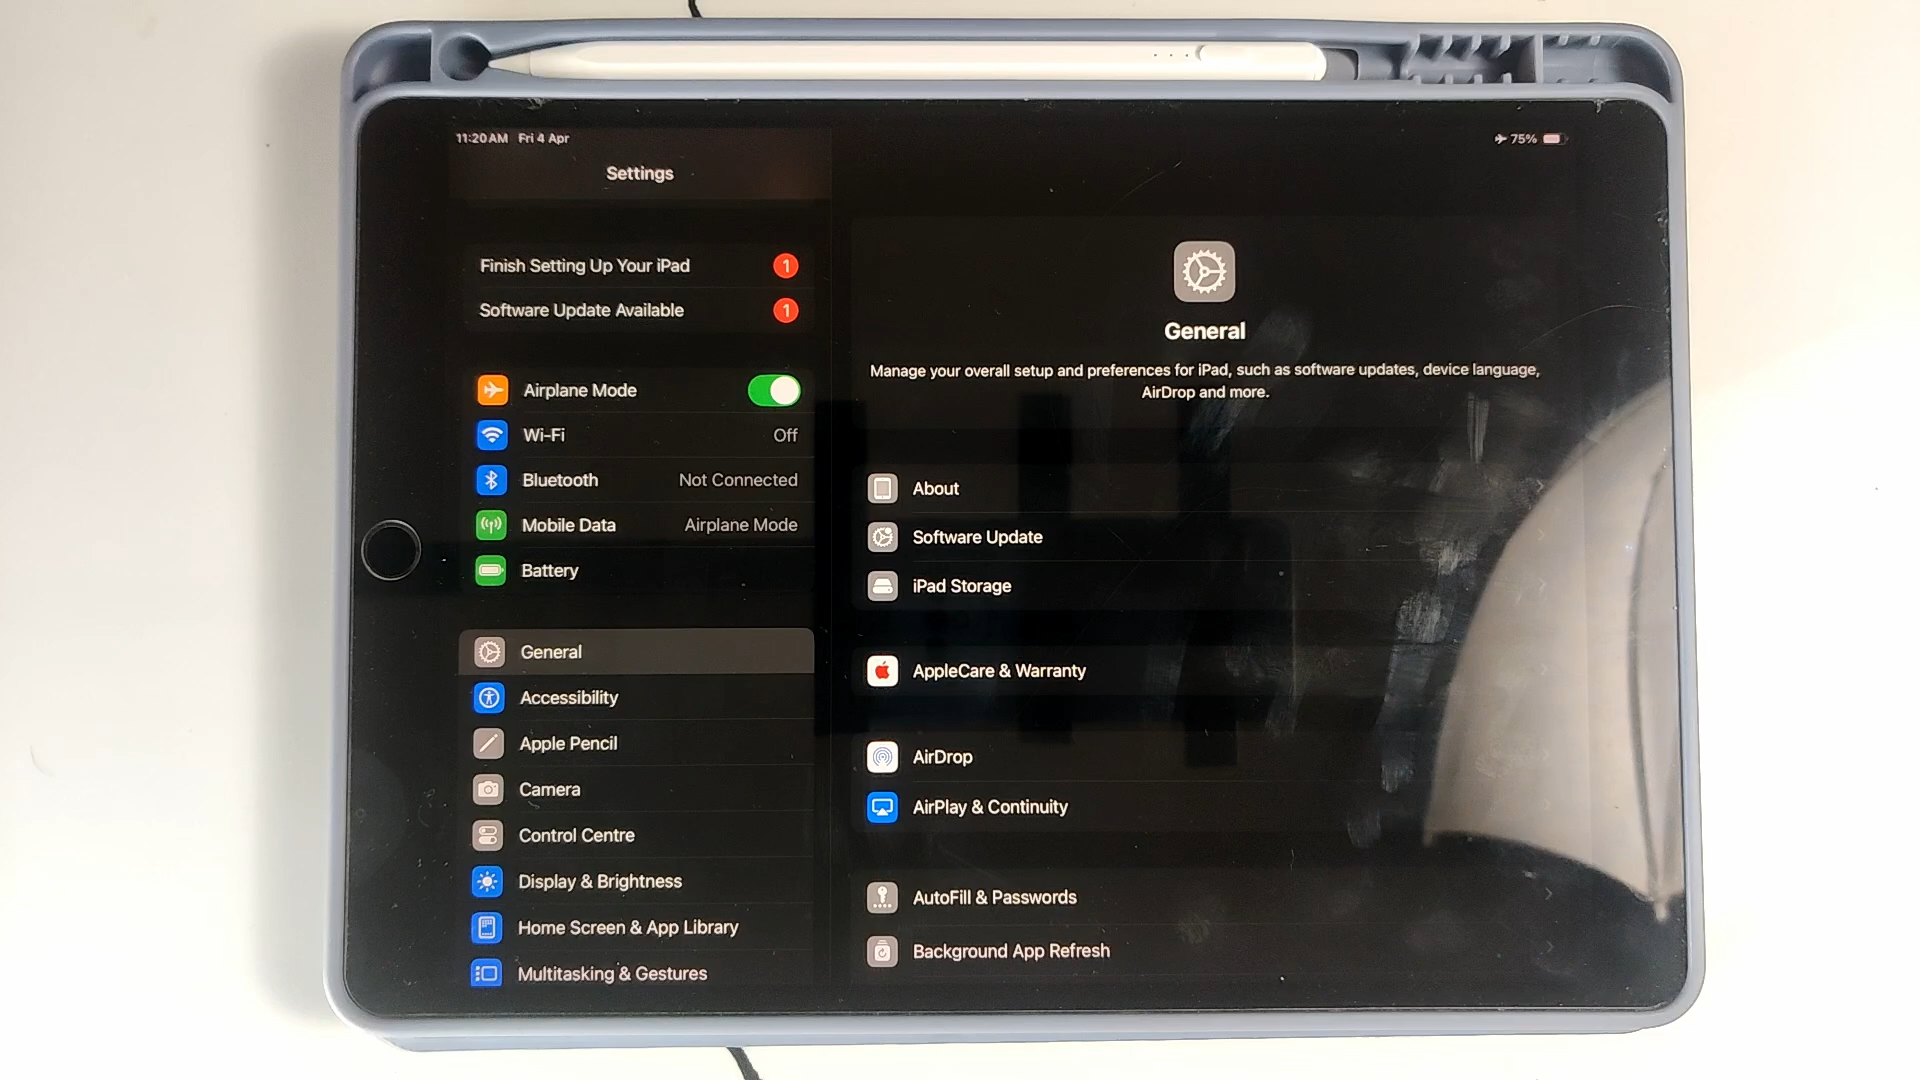 11:20 AM Fri 4 Apr
75%
Settings
Finish Setting Up Your iPad 1
Software Update Available 1
Airplane Mode
Wi-Fi Off
Bluetooth Not Connected
Mobile Data Airplane Mode
Battery
General
Accessibility
Apple Pencil
Camera
Control Centre
Display & Brightness
Home Screen & App Library
Multitasking & Gestures
General
Manage your overall setup and preferences for iPad, such as software updates, device language,
AirDrop and more.
About
Software Update
iPad Storage
AppleCare & Warranty
AirDrop
AirPlay & Continuity
AutoFill & Passwords
Background App Refresh